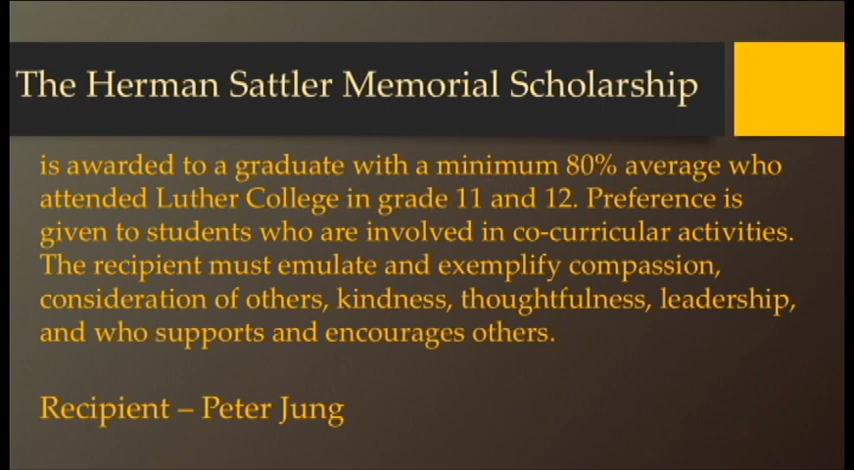 The Herman Sattler Memorial Scholarship
is awarded to a graduate with a minimum 80% average who
attended Luther College in grade 11 and 12. Preference is
given to students who are involved in co-curricular activities.
The recipient must emulate and exemplify compassion,
consideration of others, kindness, thoughtfulness, leadership,
and who supports and encourages others.
Recipient – Peter Jung